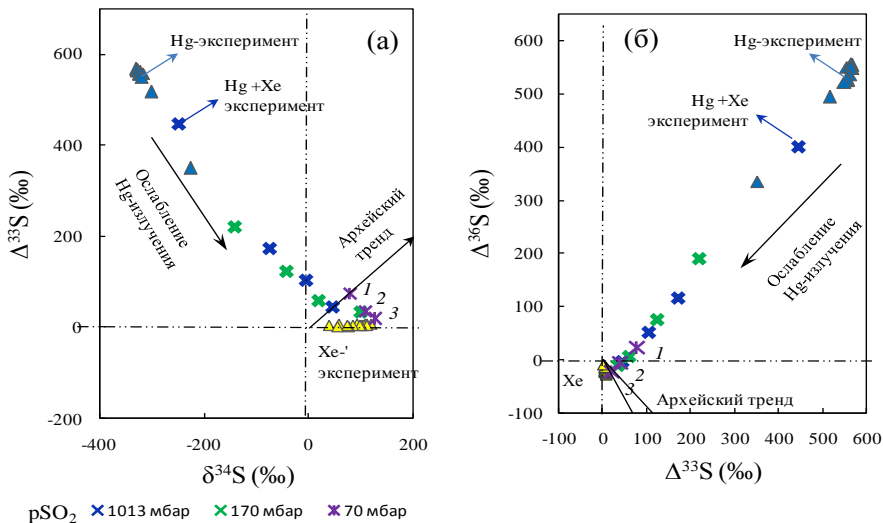 (а)
Hg-эксперимент
Hg +Xe
эксперимент
Ослабление
Hg-излучения
Архейский
тренд
1
2
3
Xe-'
эксперимент
600
400
200
0
-200
-400
-200
0
200
Δ³³S (‰)
δ³⁴S (‰)
(б)
Hg-эксперимент
Hg +Xe
эксперимент
Ослабление
Hg-излучения
1
2
3
Xe
Архейский тренд
600
500
400
300
200
100
0
-100
-100
0
100
200
300
400
500
600
Δ³⁶S (‰)
Δ³³S (‰)
pSO₂ 1013 мбар 170 мбар 70 мбар